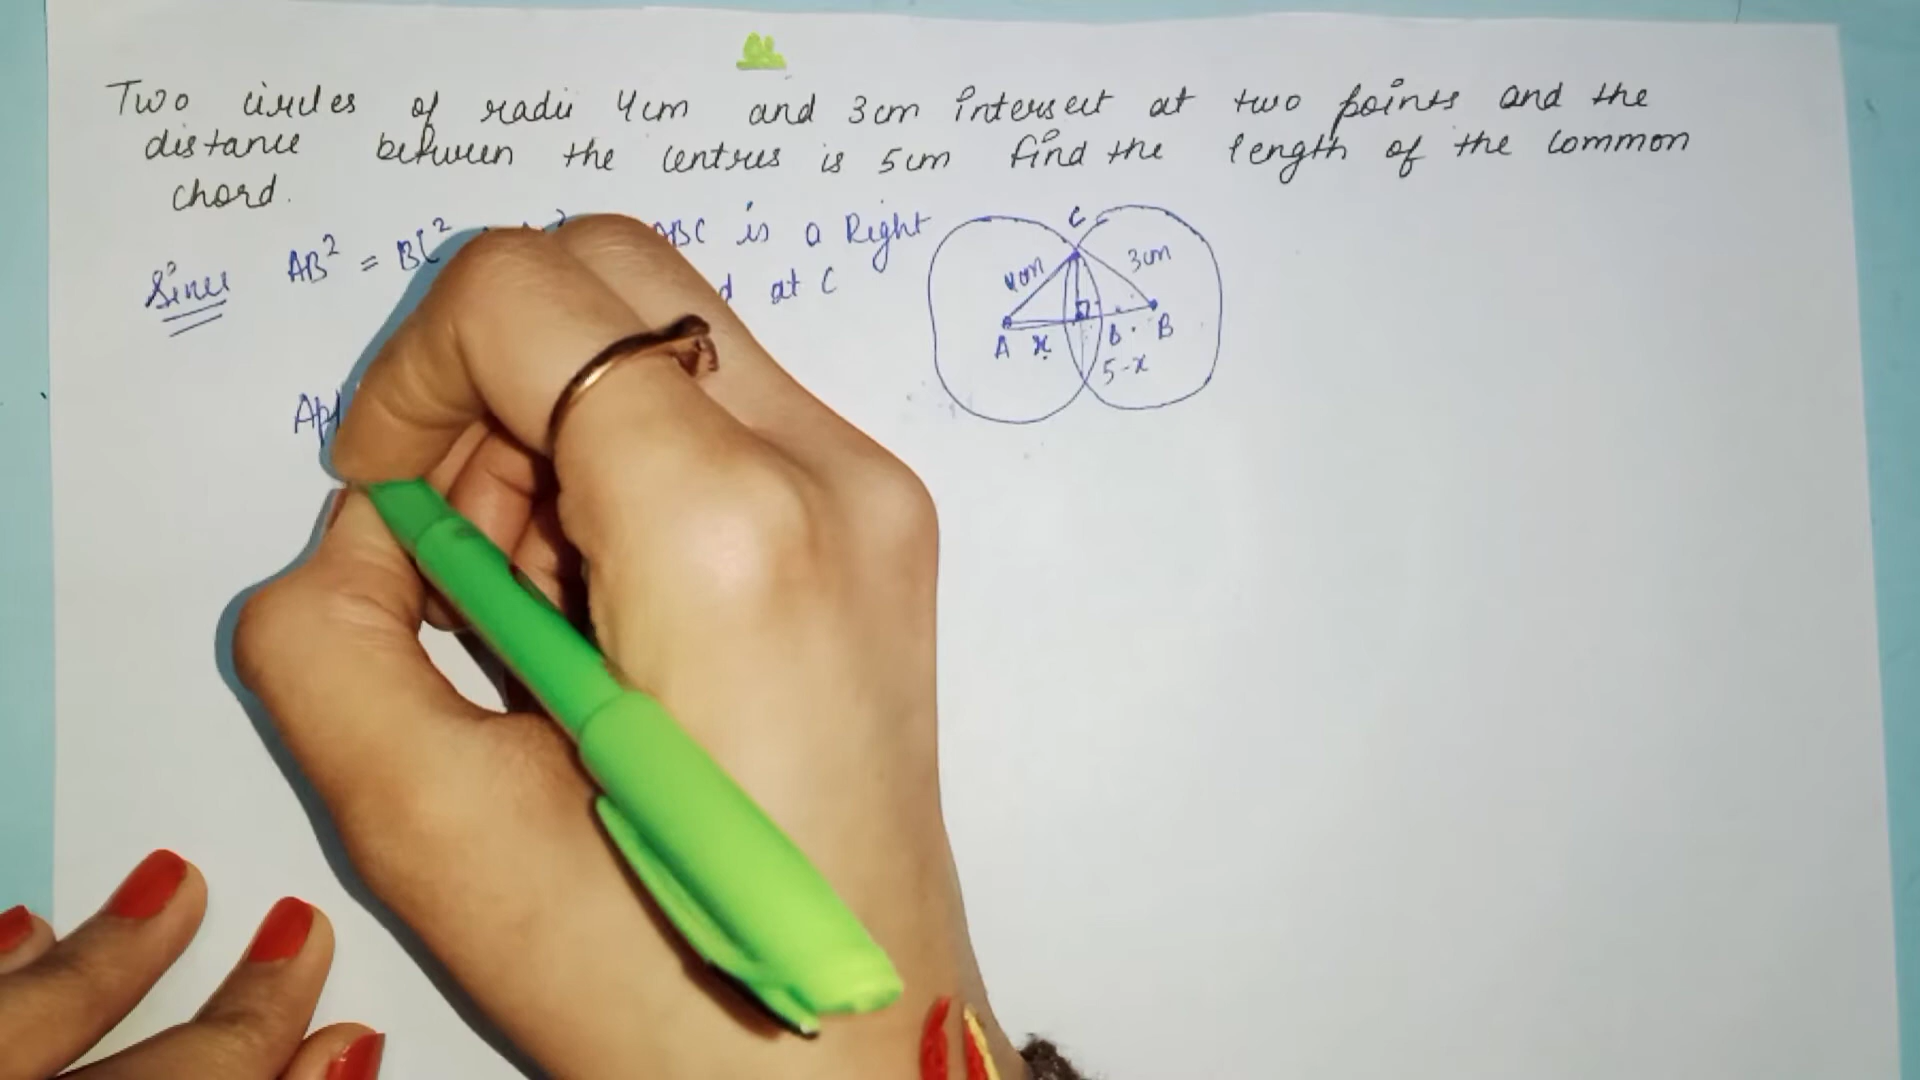 Two circles of radii 4cm and 3cm intersect at two points and the
distance between the centres is 5cm find the length of the common
chord.
Since AB² = BC² ABC is a Right
at C
C
4cm
3cm
A x B
5-x